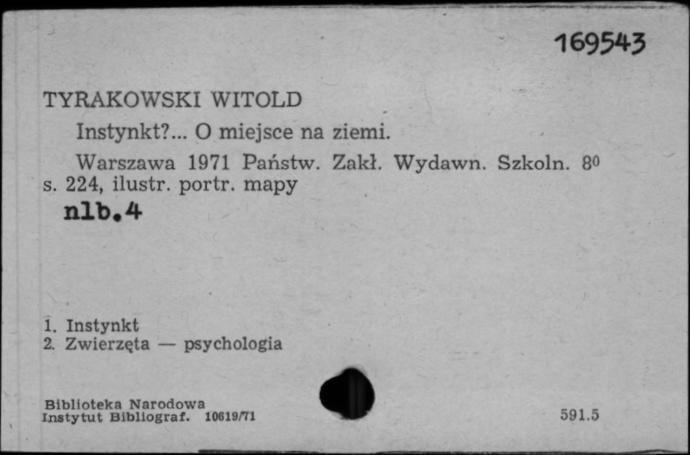 169543
TYRAKOWSKI WITOLD
Instynkt?... O miejsce na ziemi.
Warszawa 1971 Państw. Zakł. Wydawn. Szkoln. 8⁰
s. 224, ilustr. portr. mapy
nlb.4
1. Instynkt
2. Zwierzęta — psychologia
Biblioteka Narodowa
Instytut Bibliograf. 10619/71
591.5